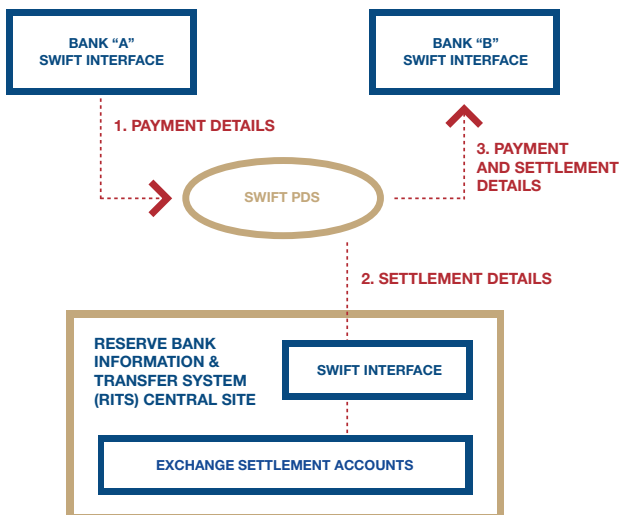 BANK “A”
SWIFT INTERFACE
BANK “B”
SWIFT INTERFACE
1. PAYMENT DETAILS
3. PAYMENT
AND SETTLEMENT
DETAILS
SWIFT PDS
2. SETTLEMENT DETAILS
RESERVE BANK
INFORMATION &
TRANSFER SYSTEM
(RITS) CENTRAL SITE
SWIFT INTERFACE
EXCHANGE SETTLEMENT ACCOUNTS